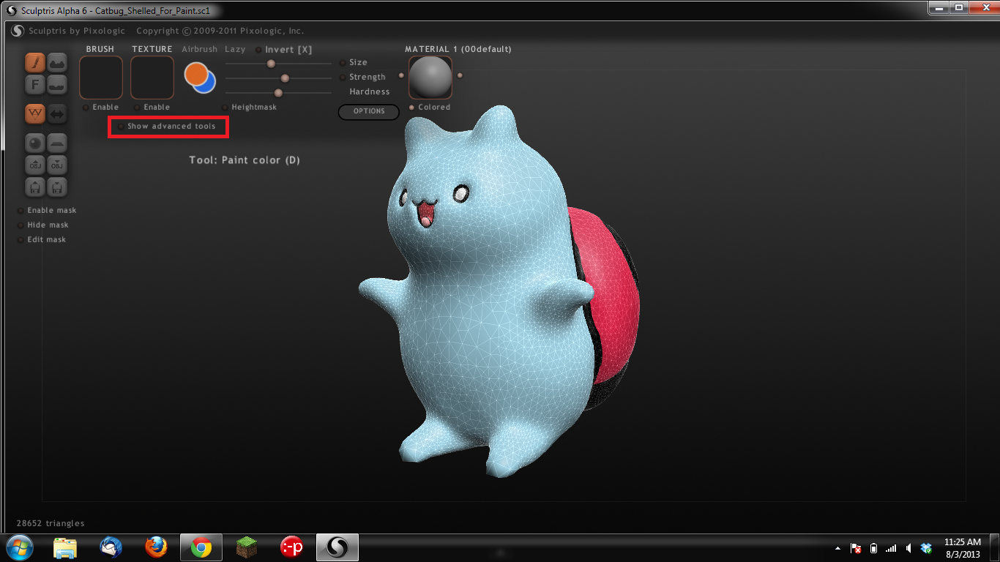 Sculptris Alpha 6 - Catbug_Shelled_For_Paint.sc1
Sculptris by Pixologic Copyright © 2009-2011 Pixologic, Inc.
BRUSH TEXTURE Airbrush Lazy Invert [X] MATERIAL 1 (00default)
Size
F Strength
Hardness
Enable Enable Heightmask OPTIONS Colored
Show advanced tools
Tool: Paint color (D)
OBJ OBJ
Enable mask
Hide mask
Edit mask
28652 triangles
:-p
11:25 AM
8/3/2013